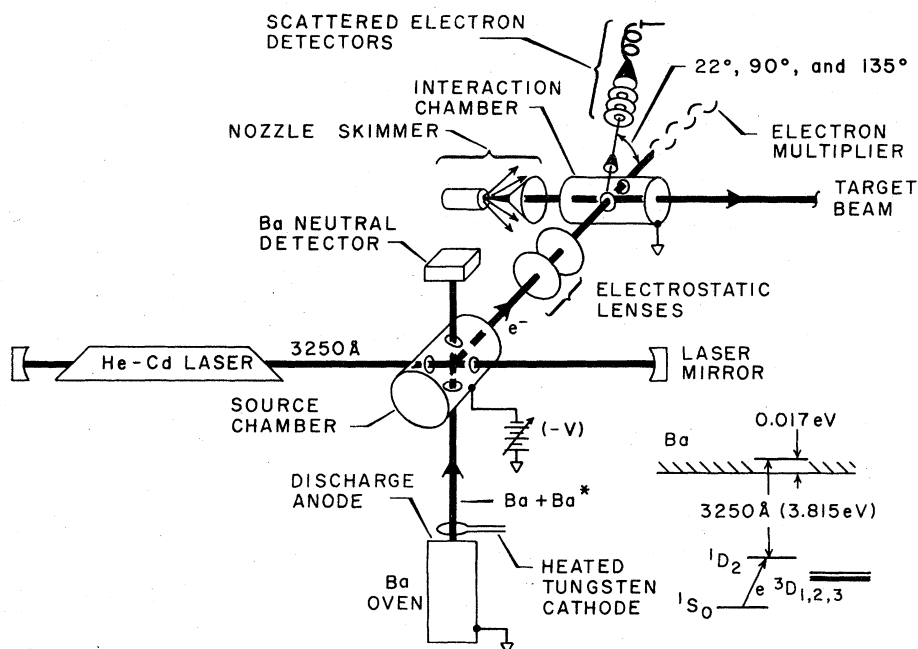 SCATTERED ELECTRON
DETECTORS
22°, 90°, and 135°
INTERACTION
CHAMBER
ELECTRON
MULTIPLIER
NOZZLE SKIMMER
TARGET
BEAM
Ba NEUTRAL
DETECTOR
ELECTROSTATIC
LENSES
e⁻
He-Cd LASER
3250Å
LASER
MIRROR
SOURCE
CHAMBER
(-V)
0.017eV
Ba
DISCHARGE
ANODE
Ba + Ba*
3250Å (3.815eV)
HEATED
TUNGSTEN
CATHODE
Ba
OVEN
¹D₂
e
³D₁,₂,₃
¹S₀